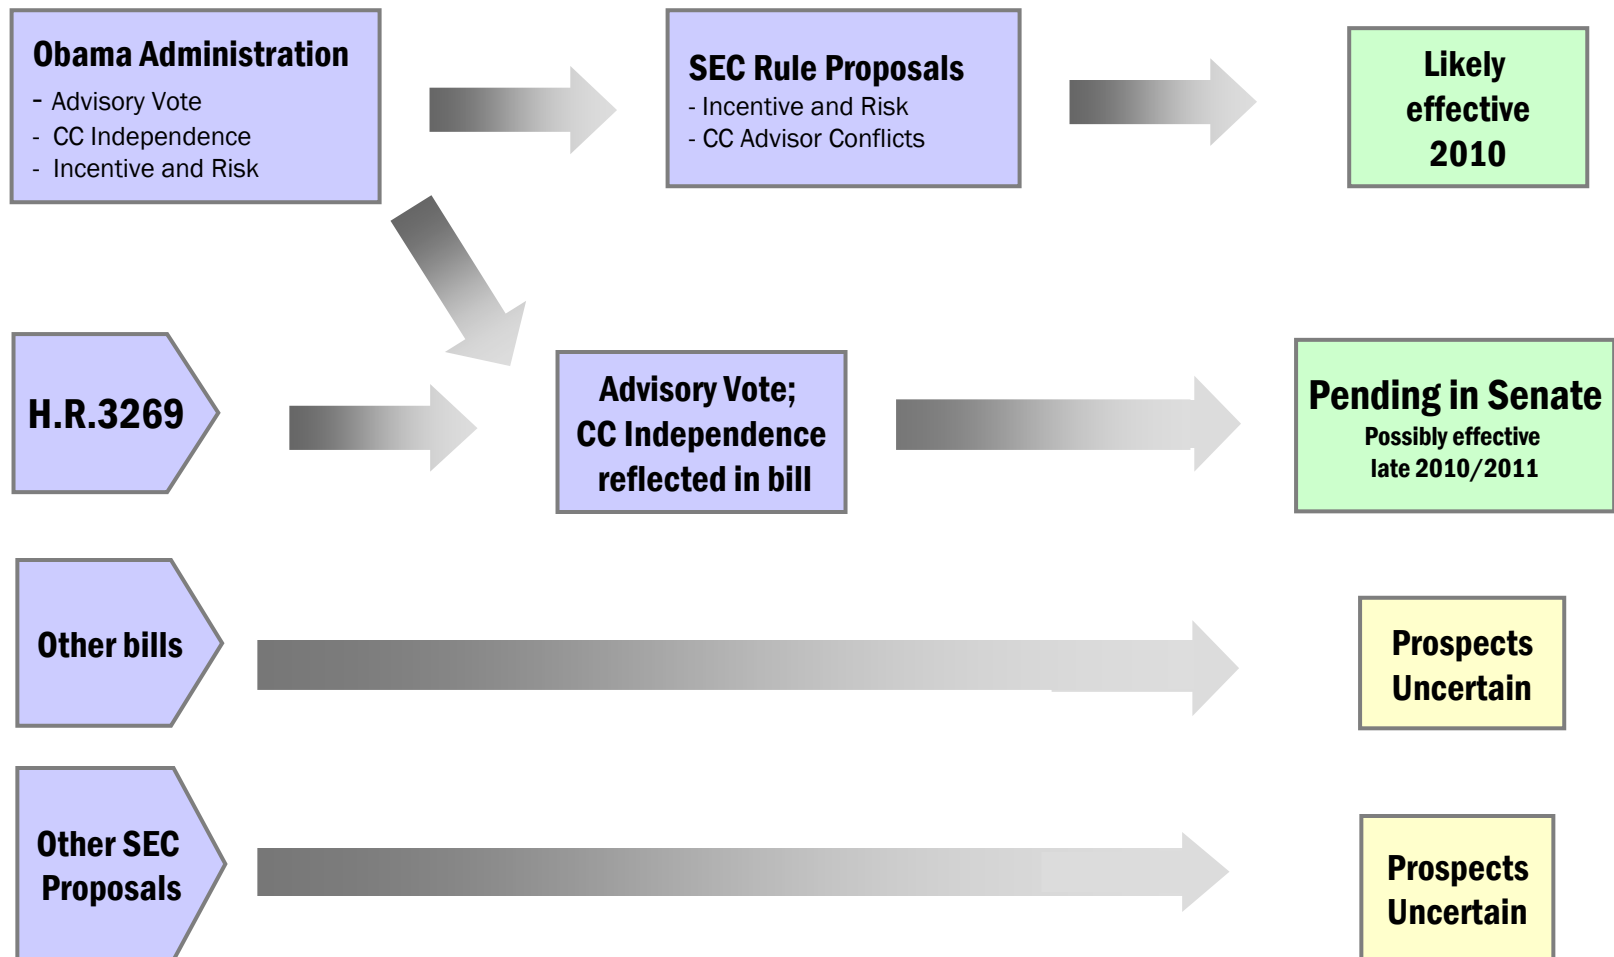 Obama Administration
- Advisory Vote
- CC Independence
- Incentive and Risk
SEC Rule Proposals
- Incentive and Risk
- CC Advisor Conflicts
Likely
effective
2010
H.R.3269
Advisory Vote;
CC Independence
reflected in bill
Pending in Senate
Possibly effective
late 2010/2011
Other bills
Prospects
Uncertain
Other SEC
Proposals
Prospects
Uncertain